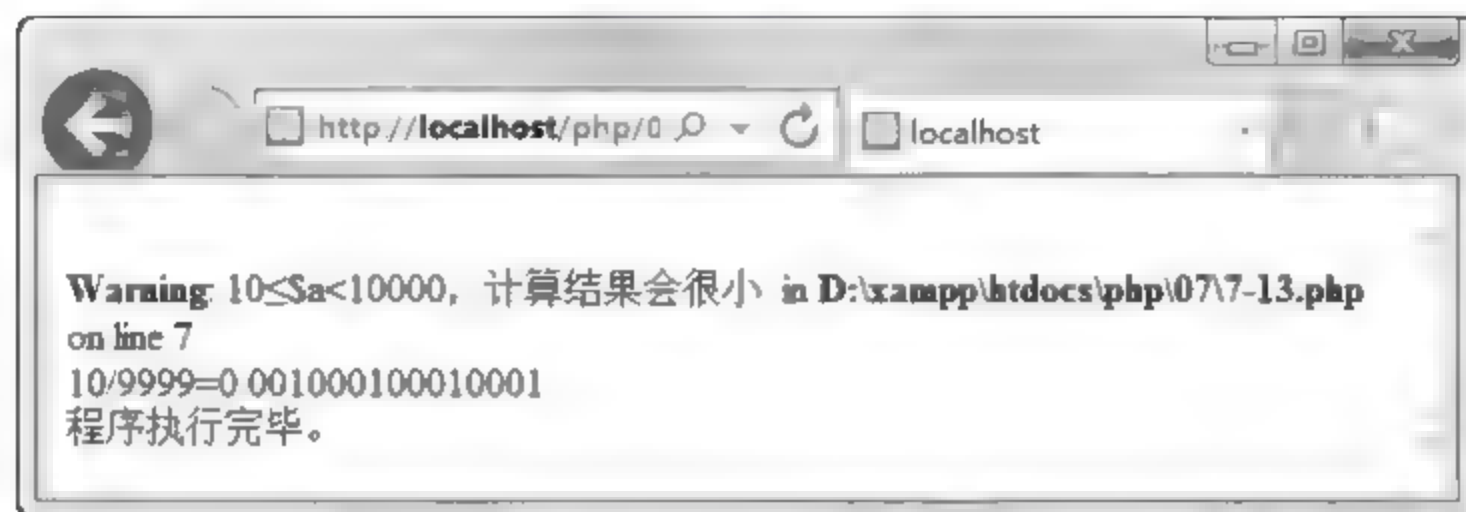 http://localhost/php/0
localhost
Warning: 10≤$a<10000, 计算结果会很小 in D:\xampp\htdocs\php\07\7-13.php
on line 7
10/9999=0.001000100010001
程序执行完毕。